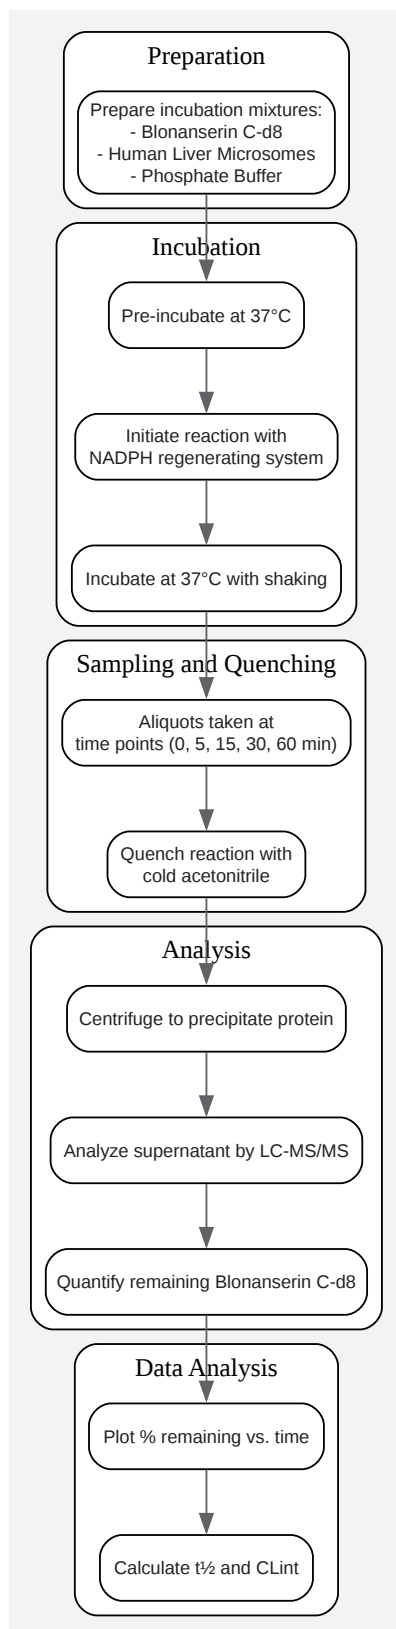 Preparation
Prepare incubation mixtures:
- Blonanserin C-d8
- Human Liver Microsomes
- Phosphate Buffer
Incubation
Pre-incubate at 37°C
Initiate reaction with
NADPH regenerating system
Incubate at 37°C with shaking
Sampling and Quenching
Aliquots taken at
time points (0, 5, 15, 30, 60 min)
Quench reaction with
cold acetonitrile
Analysis
Centrifuge to precipitate protein
Analyze supernatant by LC-MS/MS
Quantify remaining Blonanserin C-d8
Data Analysis
Plot % remaining vs. time
Calculate t½ and CLint